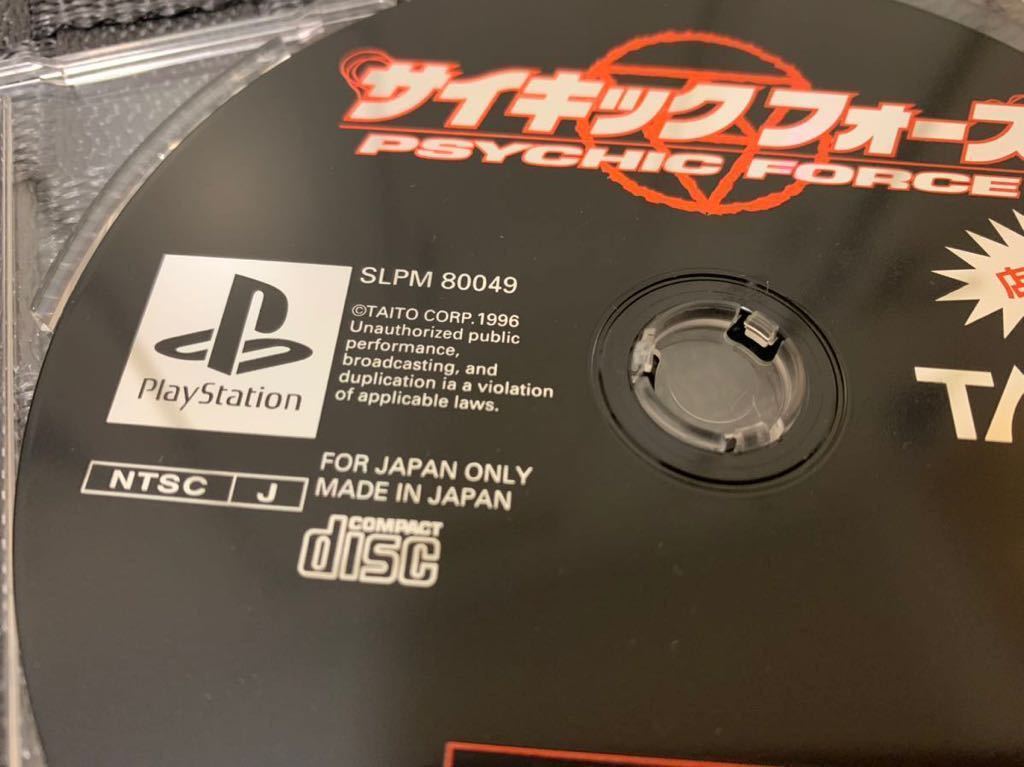 サイキックフォース
PSYCHIC FORCE
店
SLPM 80049
©TAITO CORP.1996
Unauthorized public
performance,
broadcasting, and
duplication ia a violation
of applicable laws.
PlayStation
NTSC J
FOR JAPAN ONLY
MADE IN JAPAN
COMPACT
disc